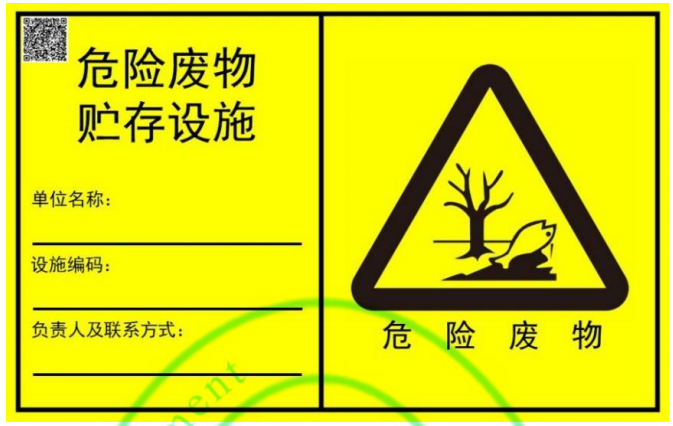 危险废物
贮存设施
单位名称：
设施编码：
负责人及联系方式：
危险废物